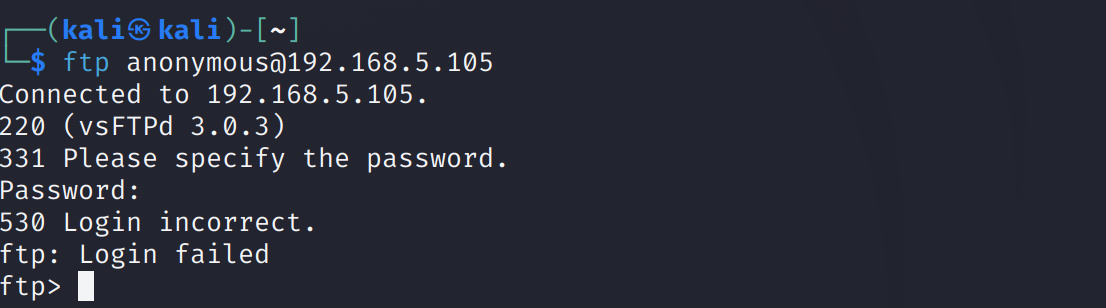 ┌──(kali㉿kali)-[~]
└─$ ftp anonymous@192.168.5.105
Connected to 192.168.5.105.
220 (vsFTPd 3.0.3)
331 Please specify the password.
Password:
530 Login incorrect.
ftp: Login failed
ftp>